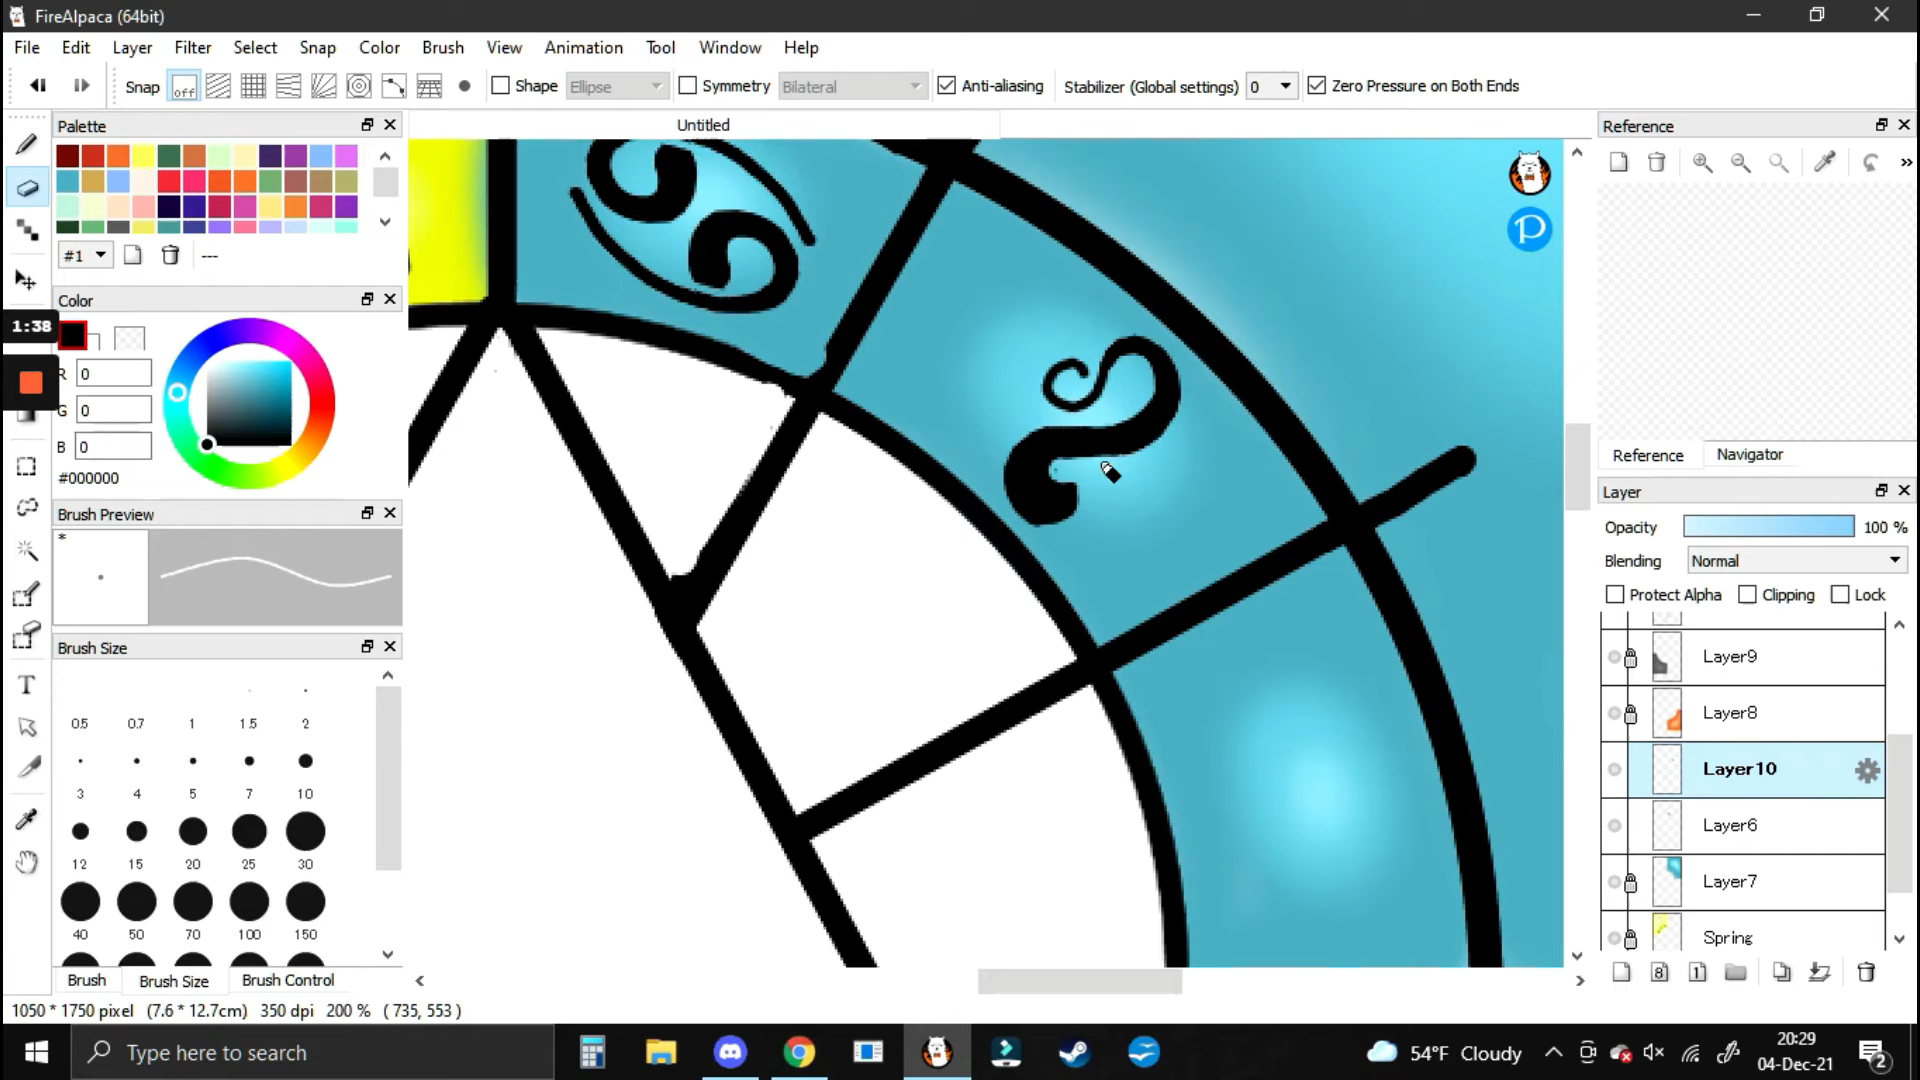 FireAlpaca (64bit)
File Edit Layer Filter Select Snap Color Brush View Animation Tool Window Help
Snap off Shape Ellipse Symmetry Bilateral Anti-aliasing Stabilizer (Global settings) 0 Zero Pressure on Both Ends
Palette
Untitled
Reference
#1
---
Color
1:38
R 0
G 0
B 0
#000000
Reference Navigator
Layer
Opacity 100 %
Brush Preview
Blending Normal
*
Protect Alpha Clipping Lock
Brush Size
Layer9
Layer8
0.5 0.7 1 1.5 2
Layer10
3 4 5 7 10
Layer6
12 15 20 25 30
Layer7
40 50 70 100 150
Spring
Brush Brush Size Brush Control
8 1
T
P
1050 * 1750 pixel (7.6 * 12.7cm) 350 dpi 200 % ( 735, 553 )
Type here to search
54°F Cloudy
20:29
04-Dec-21
2